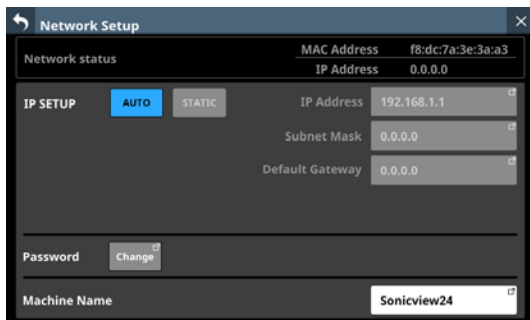 Network Setup
Network status
MAC Address f8:dc:7a:3e:3a:a3
IP Address 0.0.0.0
IP SETUP AUTO STATIC IP Address 192.168.1.1
Subnet Mask 0.0.0.0
Default Gateway 0.0.0.0
Password Change
Machine Name Sonicview24